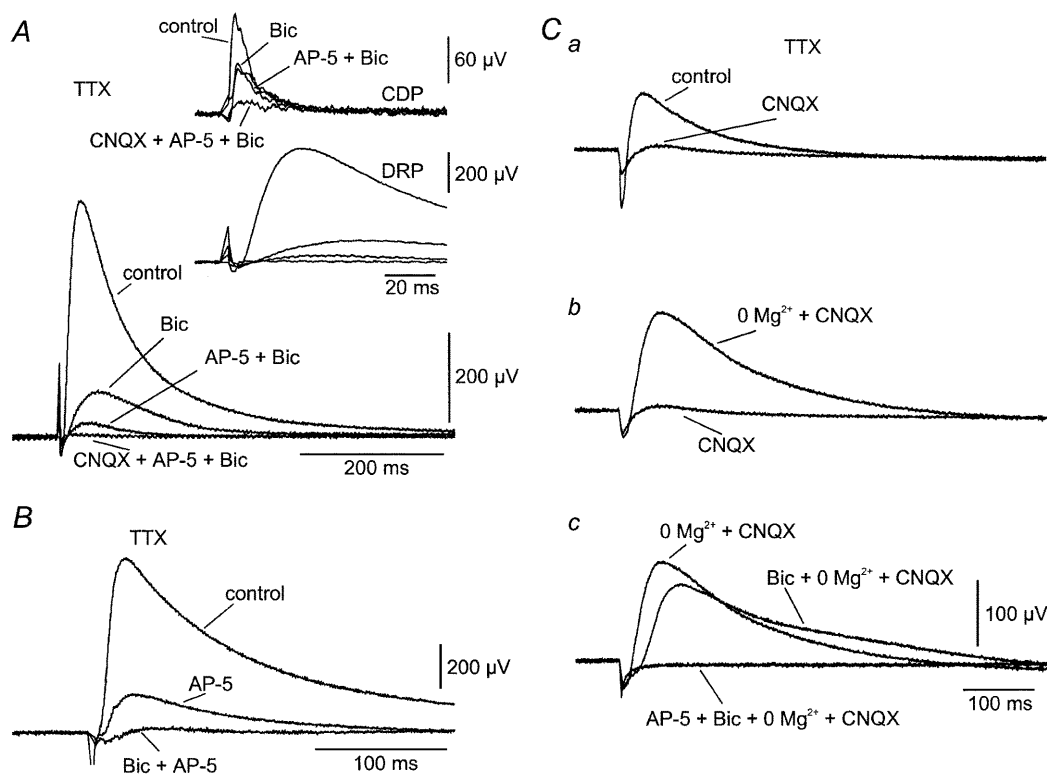 A
TTX
control
Bic
AP-5 + Bic
60 µV
CDP
CNQX + AP-5 + Bic
DRP
200 µV
20 ms
control
Bic
AP-5 + Bic
200 µV
CNQX + AP-5 + Bic
200 ms
B
TTX
control
200 µV
AP-5
Bic + AP-5
100 ms
C
a
TTX
control
CNQX
b
0 Mg²⁺ + CNQX
CNQX
c
0 Mg²⁺ + CNQX
Bic + 0 Mg²⁺ + CNQX
100 µV
AP-5 + Bic + 0 Mg²⁺ + CNQX
100 ms